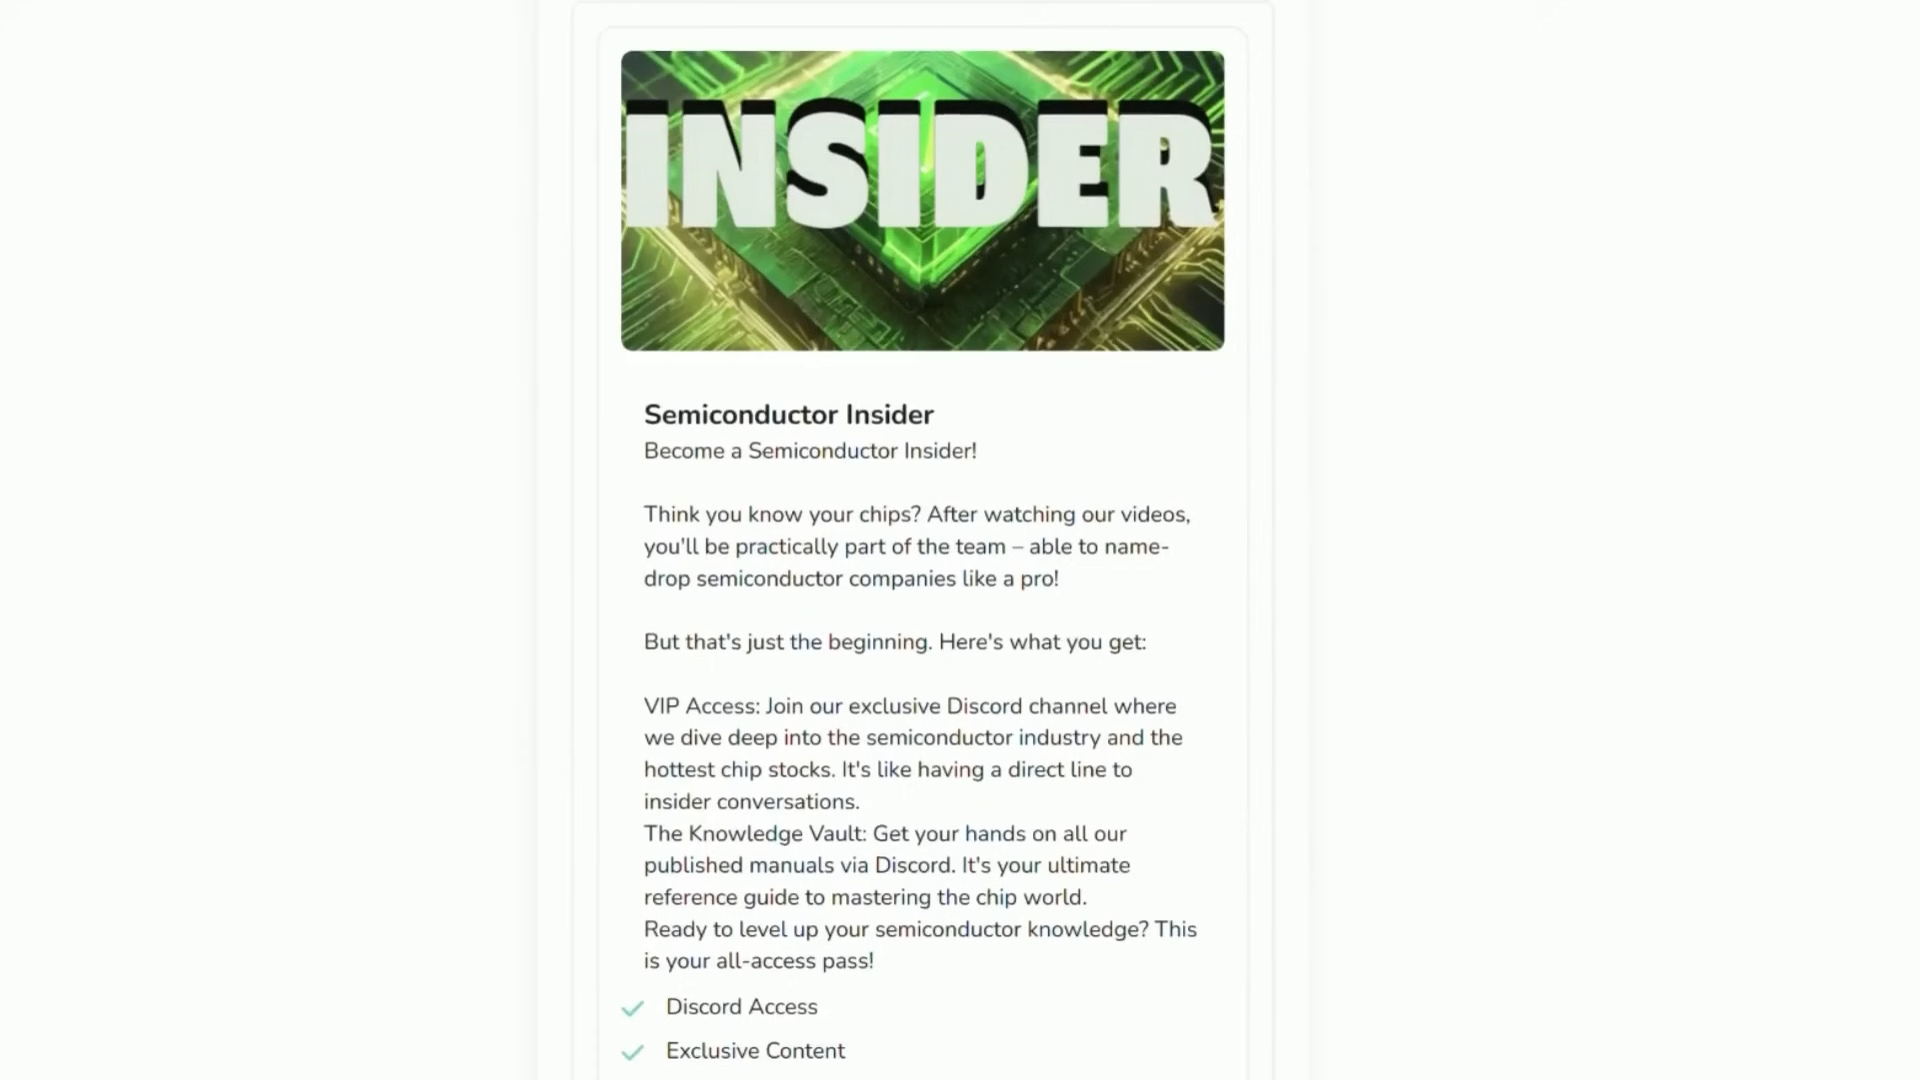 INSIDER
Semiconductor Insider
Become a Semiconductor Insider!
Think you know your chips? After watching our videos,
you'll be practically part of the team – able to name-
drop semiconductor companies like a pro!
But that's just the beginning. Here's what you get:
VIP Access: Join our exclusive Discord channel where
we dive deep into the semiconductor industry and the
hottest chip stocks. It's like having a direct line to
insider conversations.
The Knowledge Vault: Get your hands on all our
published manuals via Discord. It's your ultimate
reference guide to mastering the chip world.
Ready to level up your semiconductor knowledge? This
is your all-access pass!
Discord Access
Exclusive Content